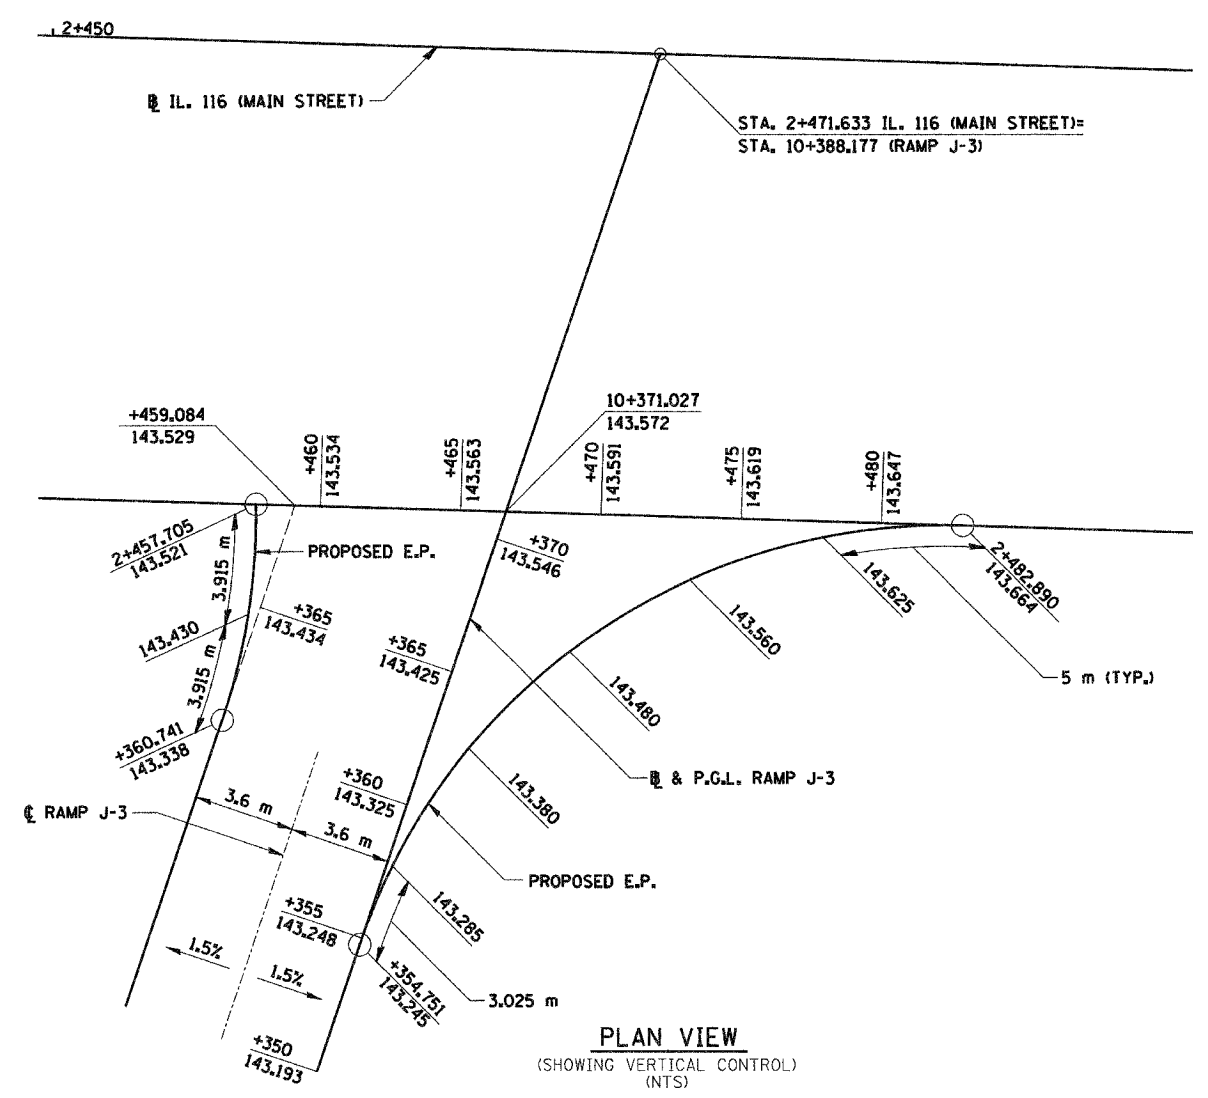 2+450
℄ IL. 116 (MAIN STREET)
STA. 2+471.633 IL. 116 (MAIN STREET)=
STA. 10+388.177 (RAMP J-3)
+459.084
143.529
+460
143.534
+465
143.563
10+371.027
143.572
+470
143.591
+475
143.619
+480
143.647
2+457.705
143.521
3.915 m
PROPOSED E.P.
+370
143.546
2+482.890
143.664
143.625
+365
143.434
143.430
+365
143.425
143.560
5 m (TYP.)
3.915 m
143.480
+360.741
143.338
+360
143.325
℄ & P.G.L. RAMP J-3
143.380
℄ RAMP J-3
3.6 m
3.6 m
PROPOSED E.P.
143.285
+355
143.248
1.5%
1.5%
+354.751
143.245
3.025 m
+350
143.193
PLAN VIEW
(SHOWING VERTICAL CONTROL)
(NTS)